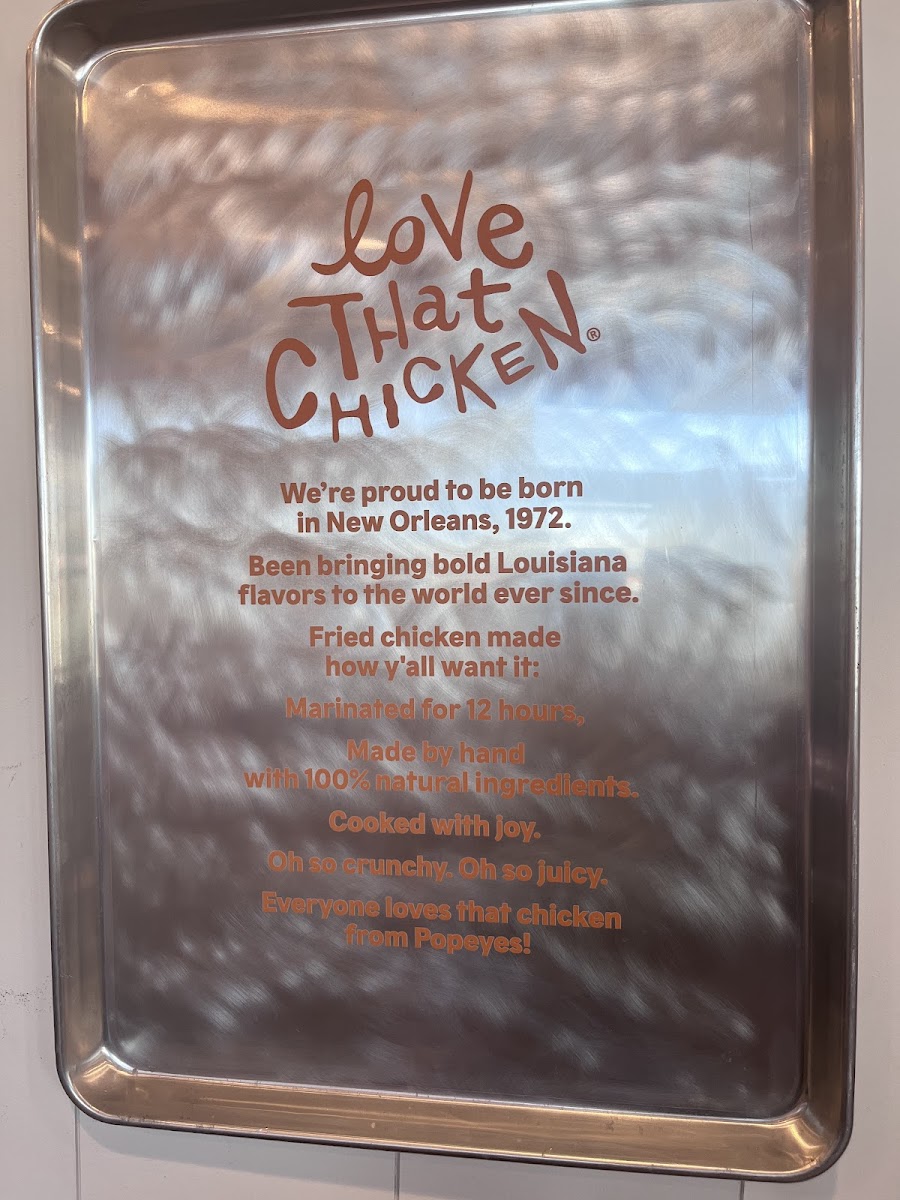 love
THat
CHICKEN®
We're proud to be born
in New Orleans, 1972.
Been bringing bold Louisiana
flavors to the world ever since.
Fried chicken made
how y'all want it:
Marinated for 12 hours,
Made by hand
with 100% natural ingredients.
Cooked with joy.
Oh so crunchy. Oh so juicy.
Everyone loves that chicken
from Popeyes!